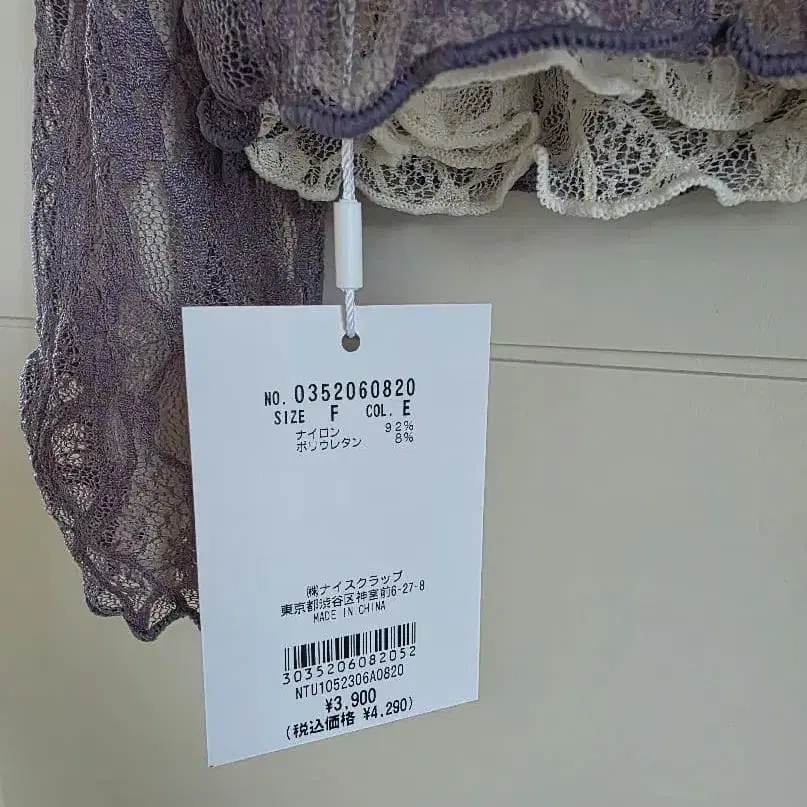 NO. 0352060820
SIZE F COL. E
ナイロン 92%
ポリウレタン 8%
㈱ナイスクラップ
東京都渋谷区神宮前6-27-8
MADE IN CHINA
3035206082052
NTU1052306A0820
¥3,900
(税込価格 ¥4,290)